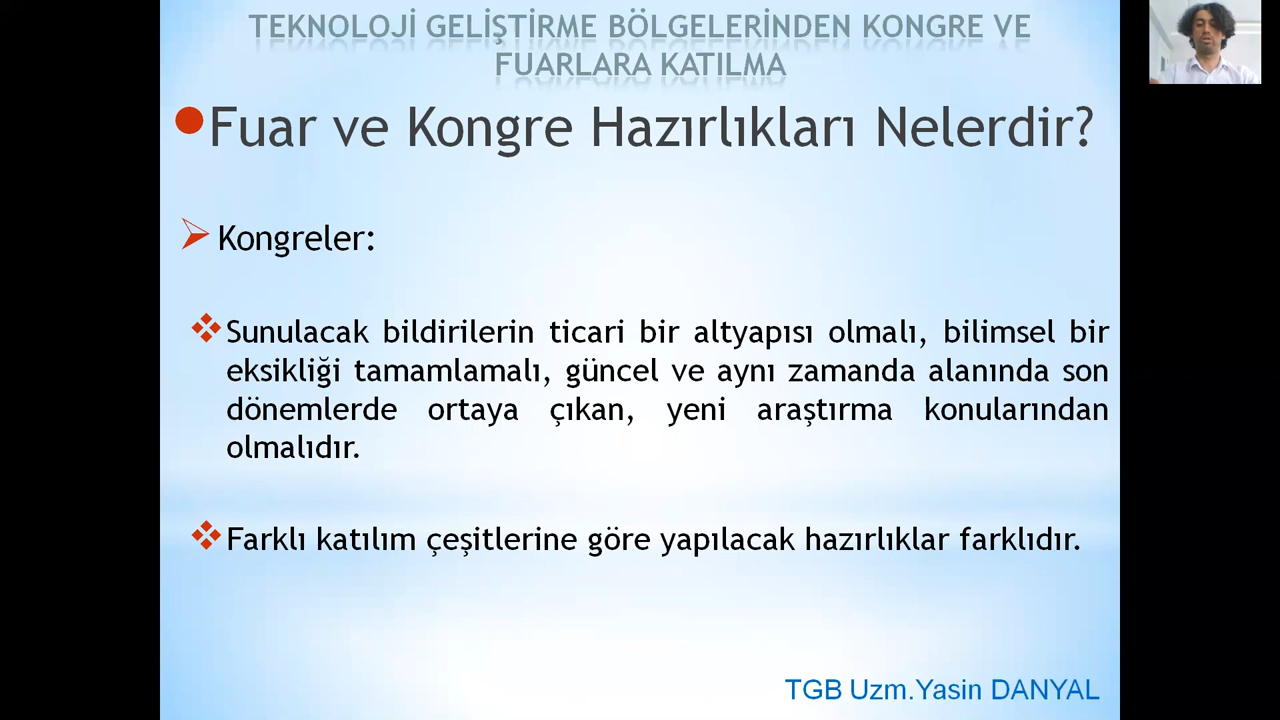 TEKNOLOJİ GELİŞTİRME BÖLGELERİNDEN KONGRE VE
FUARLARA KATILMA
Fuar ve Kongre Hazırlıkları Nelerdir?
Kongreler:
Sunulacak bildirilerin ticari bir altyapısı olmalı, bilimsel bir
eksikliği tamamlamalı, güncel ve aynı zamanda alanında son
dönemlerde ortaya çıkan, yeni araştırma konularından
olmalıdır.
Farklı katılım çeşitlerine göre yapılacak hazırlıklar farklıdır.
TGB Uzm.Yasin DANYAL